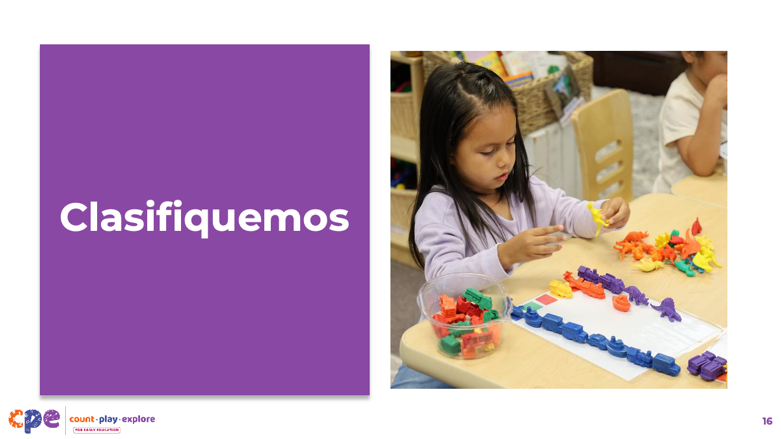 Clasifiquemos
cpe
count·play·explore
FOR EARLY EDUCATION
16